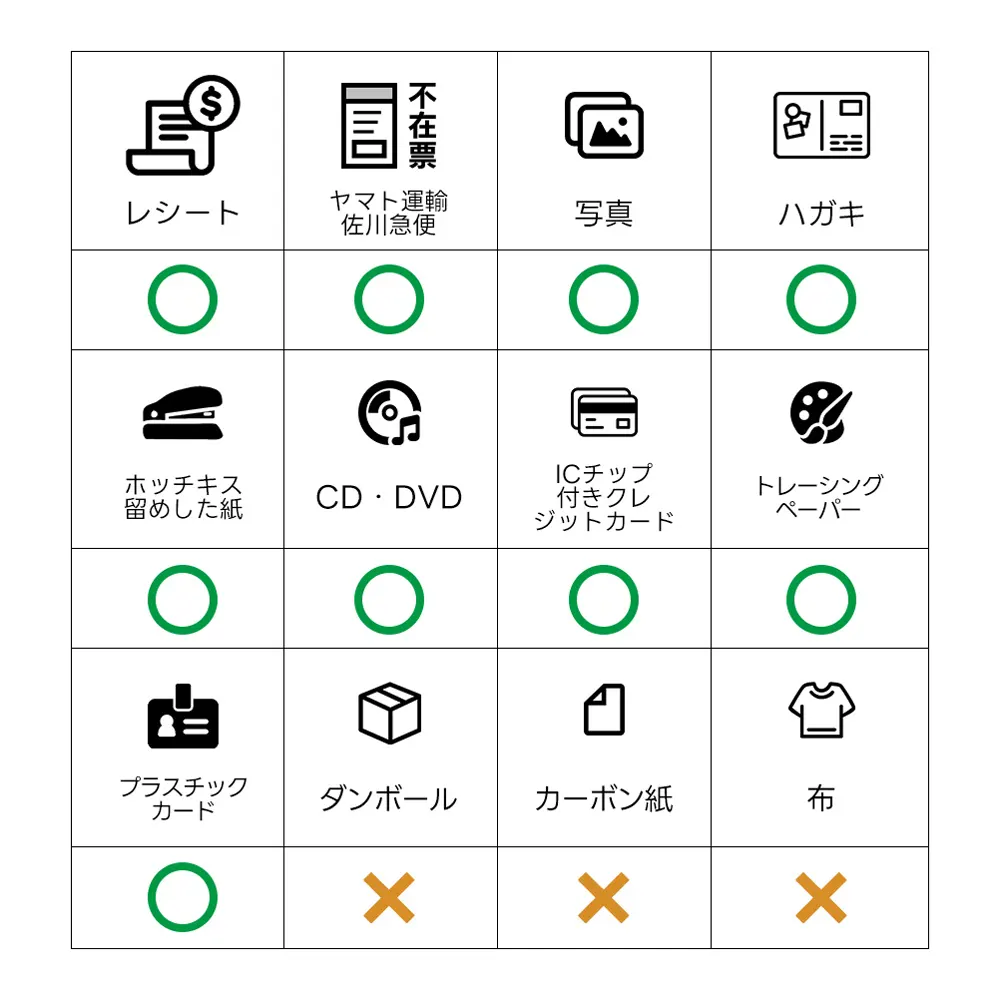 $
不在票
レシート
ヤマト運輸
佐川急便
写真
ハガキ
ホッチキス
留めした紙
CD・DVD
ICチップ
付きクレ
ジットカード
トレーシング
ペーパー
プラスチック
カード
ダンボール
カーボン紙
布